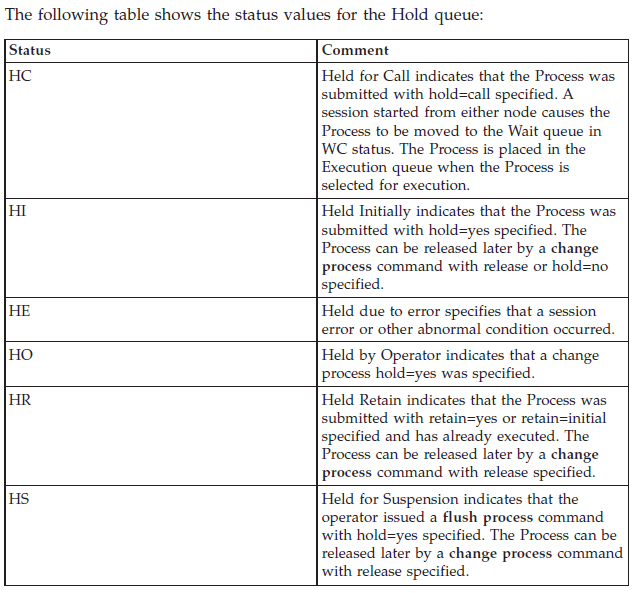 The following table shows the status values for the Hold queue:
Status
Comment
HC
Held for Call indicates that the Process was
submitted with hold=call specified. A
session started from either node causes the
Process to be moved to the Wait queue in
WC status. The Process is placed in the
Execution queue when the Process is
selected for execution.
HI
Held Initially indicates that the Process was
submitted with hold=yes specified. The
Process can be released later by a change
process command with release or hold=no
specified.
HE
Held due to error specifies that a session
error or other abnormal condition occurred.
HO
Held by Operator indicates that a change
process hold=yes was specified.
HR
Held Retain indicates that the Process was
submitted with retain=yes or retain=initial
specified and has already executed. The
Process can be released later by a change
process command with release specified.
HS
Held for Suspension indicates that the
operator issued a flush process command
with hold=yes specified. The Process can be
released later by a change process command
with release specified.